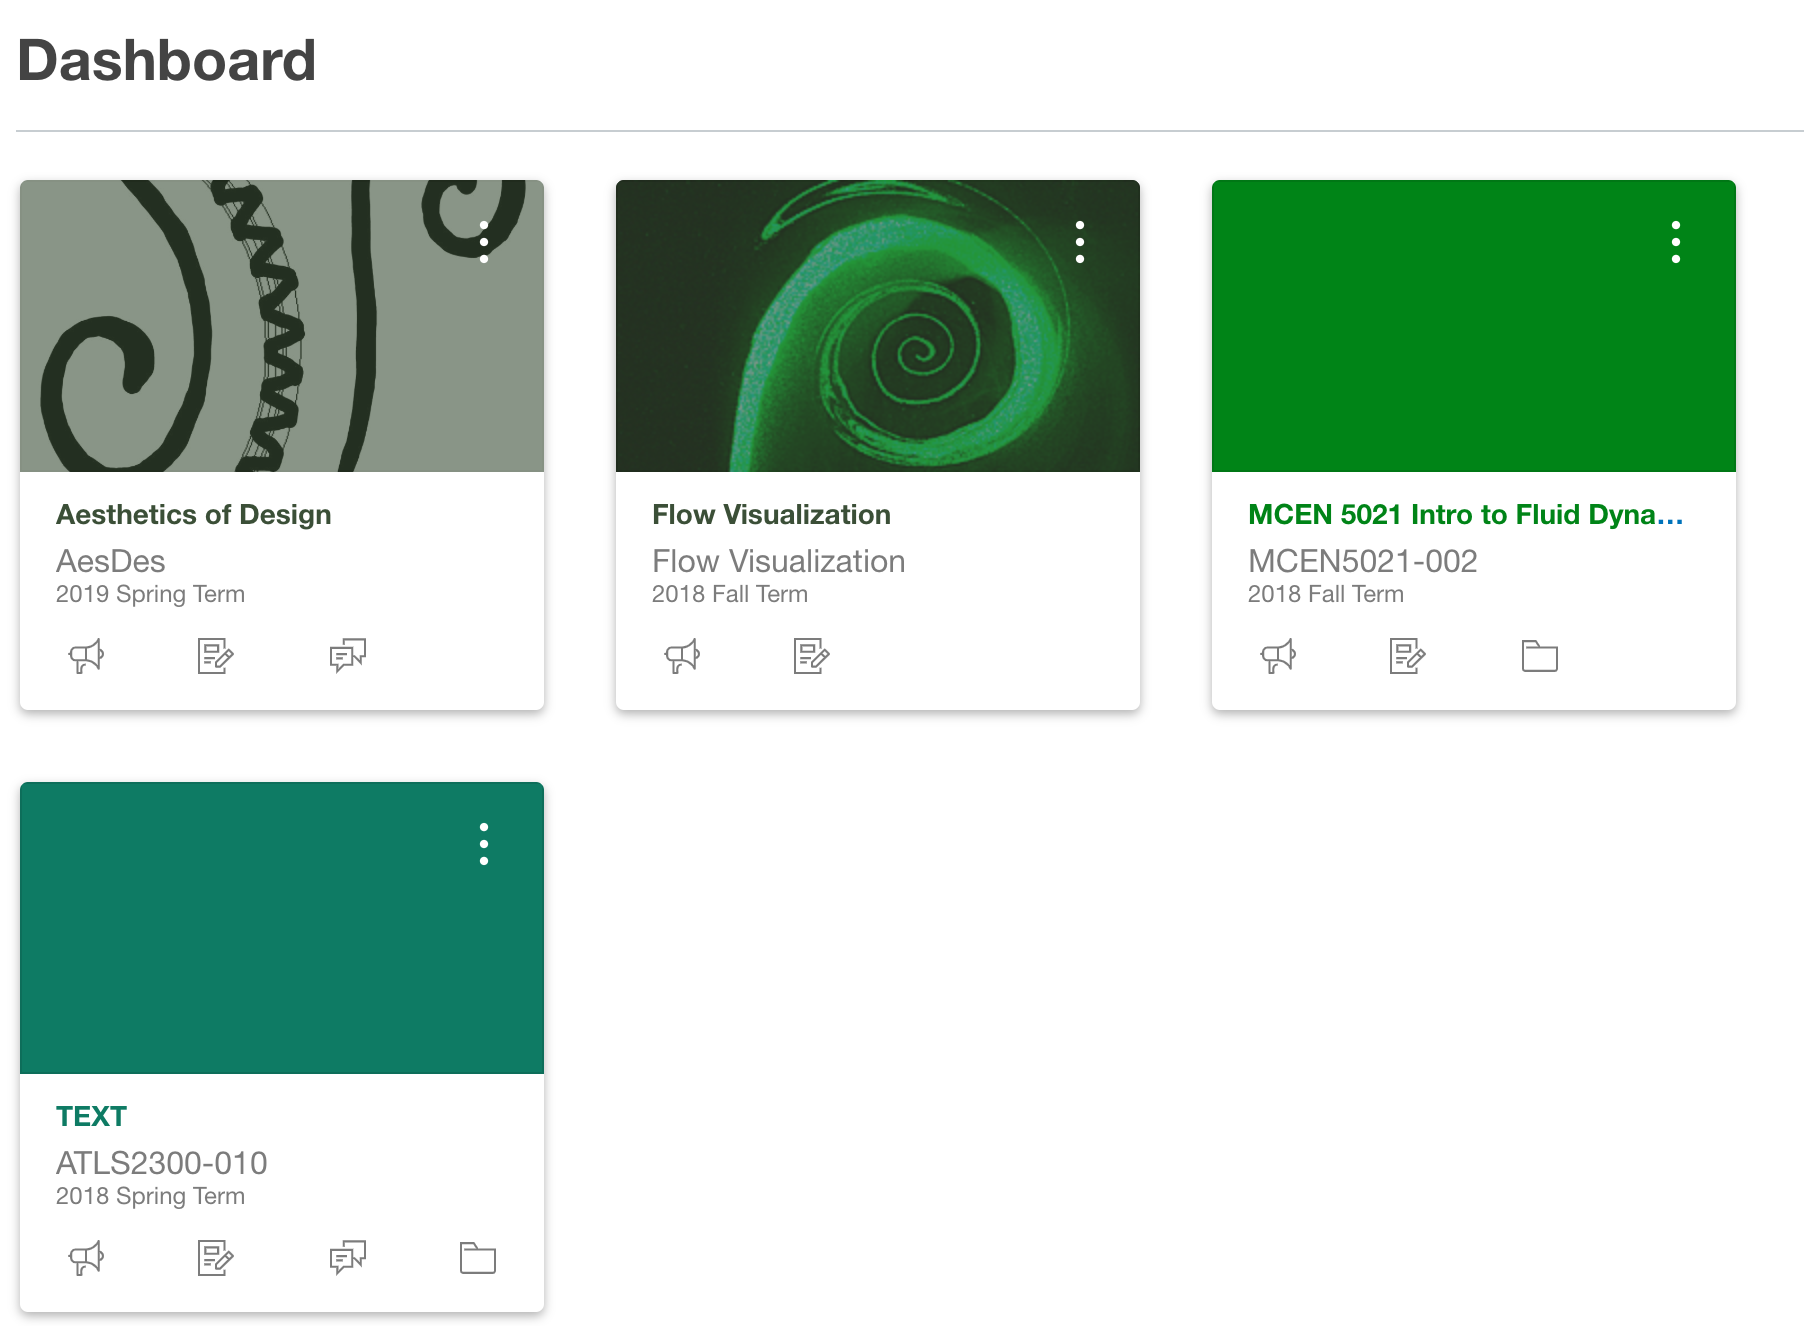 Dashboard
Aesthetics of Design
AesDes
2019 Spring Term
Flow Visualization
Flow Visualization
2018 Fall Term
MCEN 5021 Intro to Fluid Dyna...
MCEN5021-002
2018 Fall Term
TEXT
ATLS2300-010
2018 Spring Term